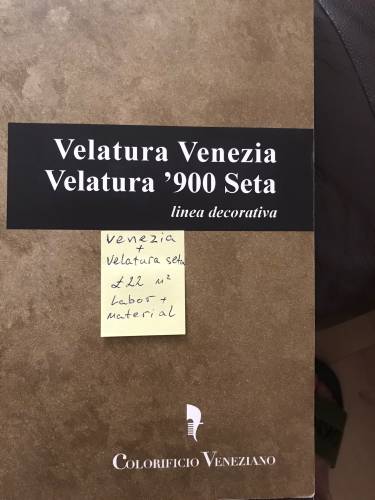 Velatura Venezia
Velatura ’900 Seta
linea decorativa
venezia
+
velatura seta
£22 m²
Labor +
material
COLORIFICIO VENEZIANO